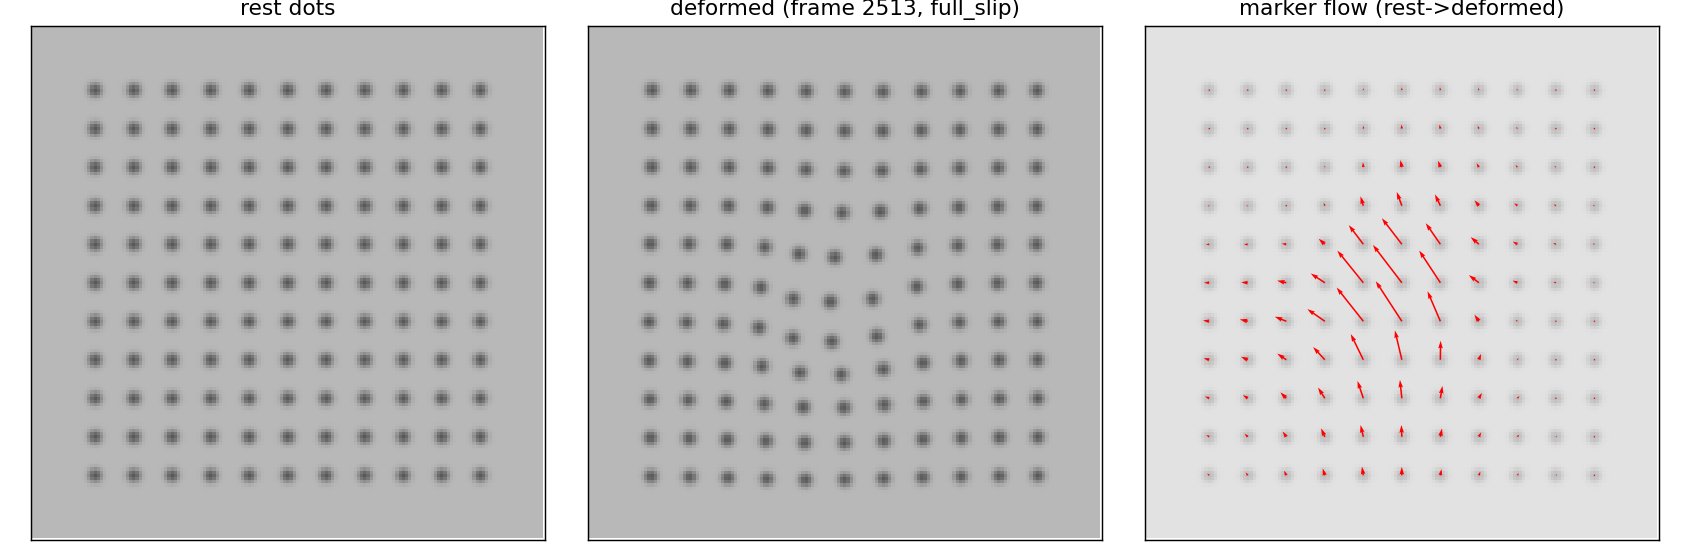 rest dots
deformed (frame 2513, full_slip)
marker flow (rest->deformed)